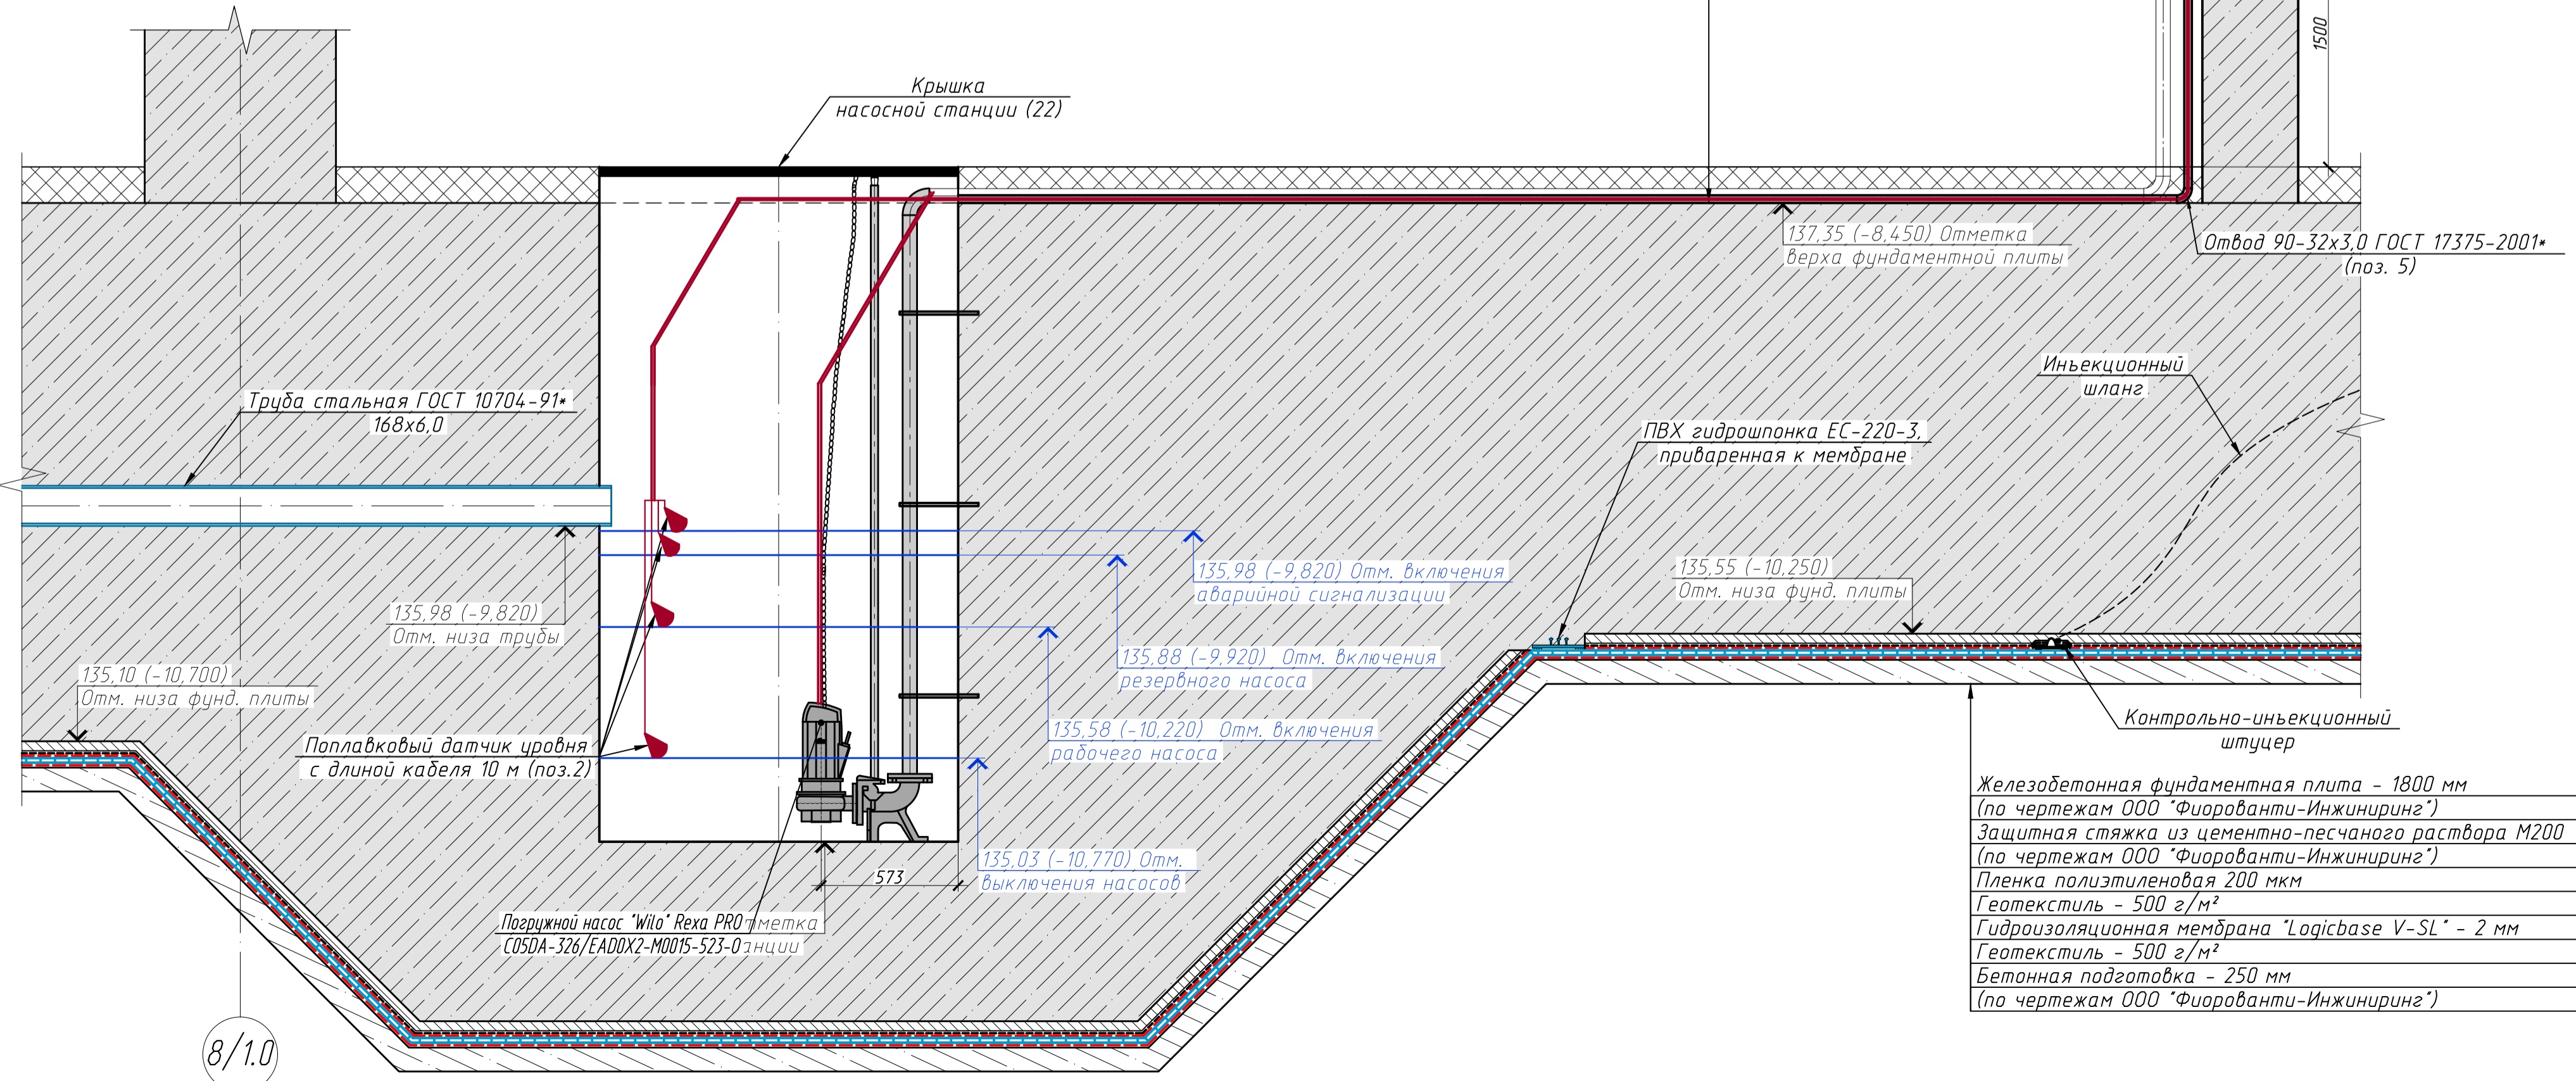 1500
Крышка
насосной станции (22)
137,35 (-8,450) Отметка
верха фундаментной плиты
Отвод 90-32х3,0 ГОСТ 17375-2001*
(поз. 5)
Инъекционный
шланг
Труба стальная ГОСТ 10704-91*
168х6,0
ПВХ гидрошпонка ЕС-220-3,
приваренная к мембране
135,98 (-9,820) Отм. включения
аварийной сигнализации
135,55 (-10,250)
Отм. низа фунд. плиты
135,98 (-9,820)
Отм. низа трубы
135,88 (-9,920) Отм. включения
резервного насоса
135,10 (-10,700)
Отм. низа фунд. плиты
135,58 (-10,220) Отм. включения
рабочего насоса
Контрольно-инъекционный
штуцер
Поплавковый датчик уровня
с длиной кабеля 10 м (поз.2)
135,03 (-10,770) Отм.
выключения насосов
573
Погружной насос "Wilo" Rexa PRO
C05DA-326/EAD0X2-M0015-523-0
Железобетонная фундаментная плита - 1800 мм
(по чертежам ООО "Фиорованти-Инжиниринг")
Защитная стяжка из цементно-песчаного раствора М200
(по чертежам ООО "Фиорованти-Инжиниринг")
Пленка полиэтиленовая 200 мкм
Геотекстиль - 500 г/м²
Гидроизоляционная мембрана "Logicbase V-SL" - 2 мм
Геотекстиль - 500 г/м²
Бетонная подготовка - 250 мм
(по чертежам ООО "Фиорованти-Инжиниринг")
8/1.0